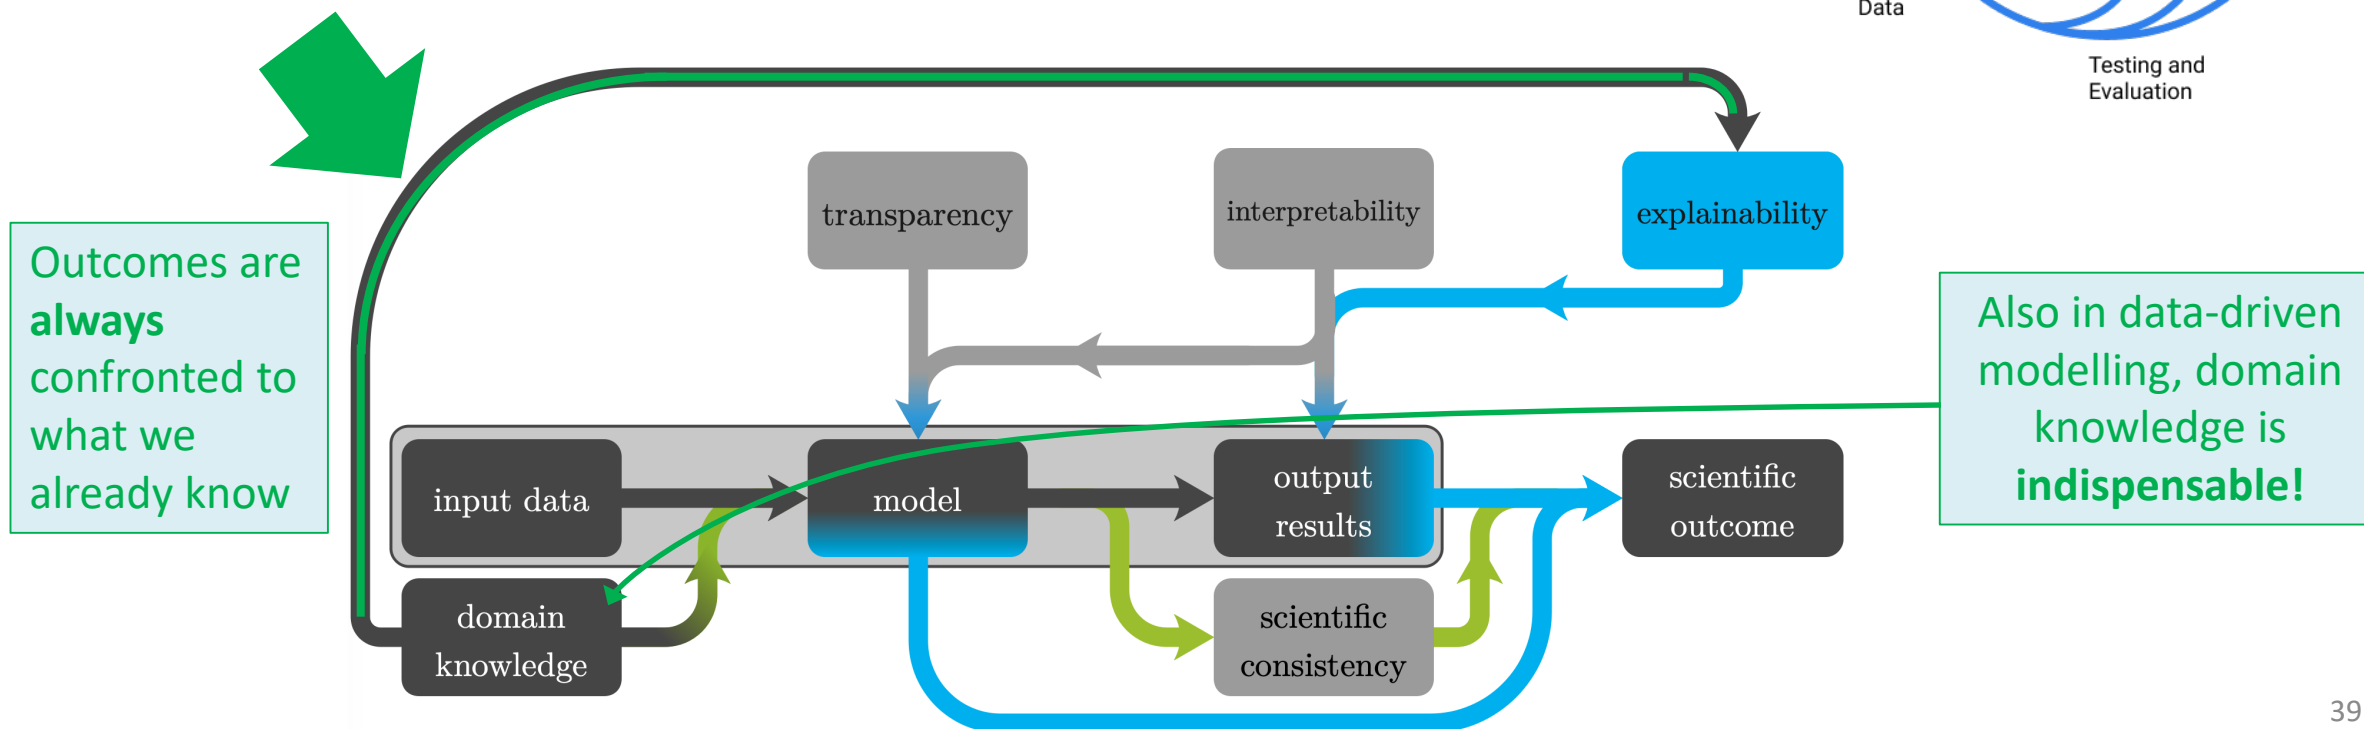 Data
Testing and
Evaluation
transparency
interpretability
explainability
Outcomes are
always
confronted to
what we
already know
Also in data-driven
modelling, domain
knowledge is
indispensable!
input data
model
output
results
scientific
outcome
domain
knowledge
scientific
consistency
39